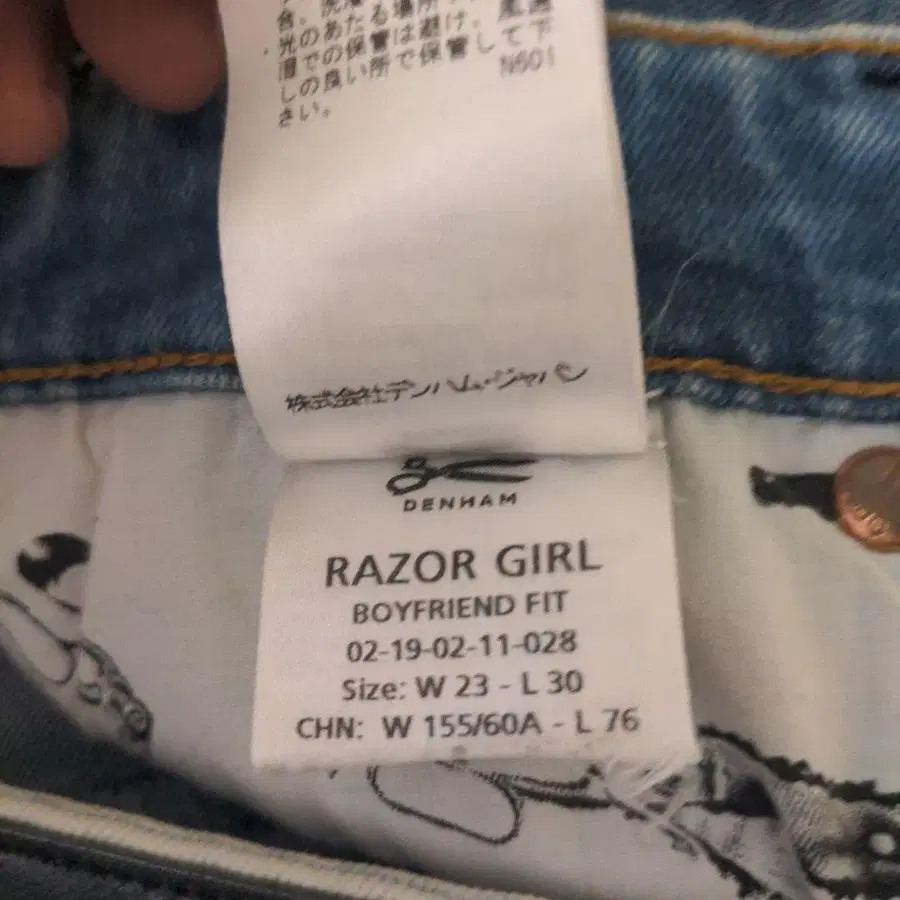 光のあたる場所
湿での保管は避け、風通
しの良い所で保管して下
さい。
N601
株式会社デンハム・ジャパン
DENHAM
RAZOR GIRL
BOYFRIEND FIT
02-19-02-11-028
Size: W 23 - L 30
CHN: W 155/60A - L 76